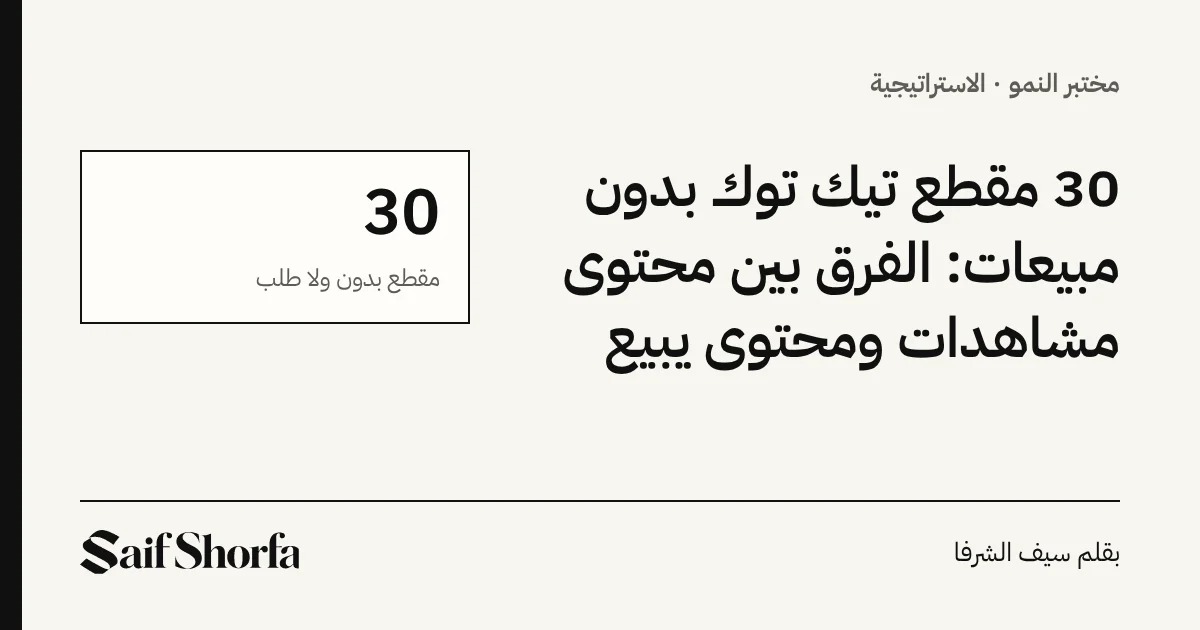 مختبر النمو · الاستراتيجية
30 مقطع تيك توك بدون
مبيعات: الفرق بين محتوى
مشاهدات ومحتوى يبيع
30
مقطع بدون ولا طلب
بقلم سيف الشرفا
Saif Shorfa